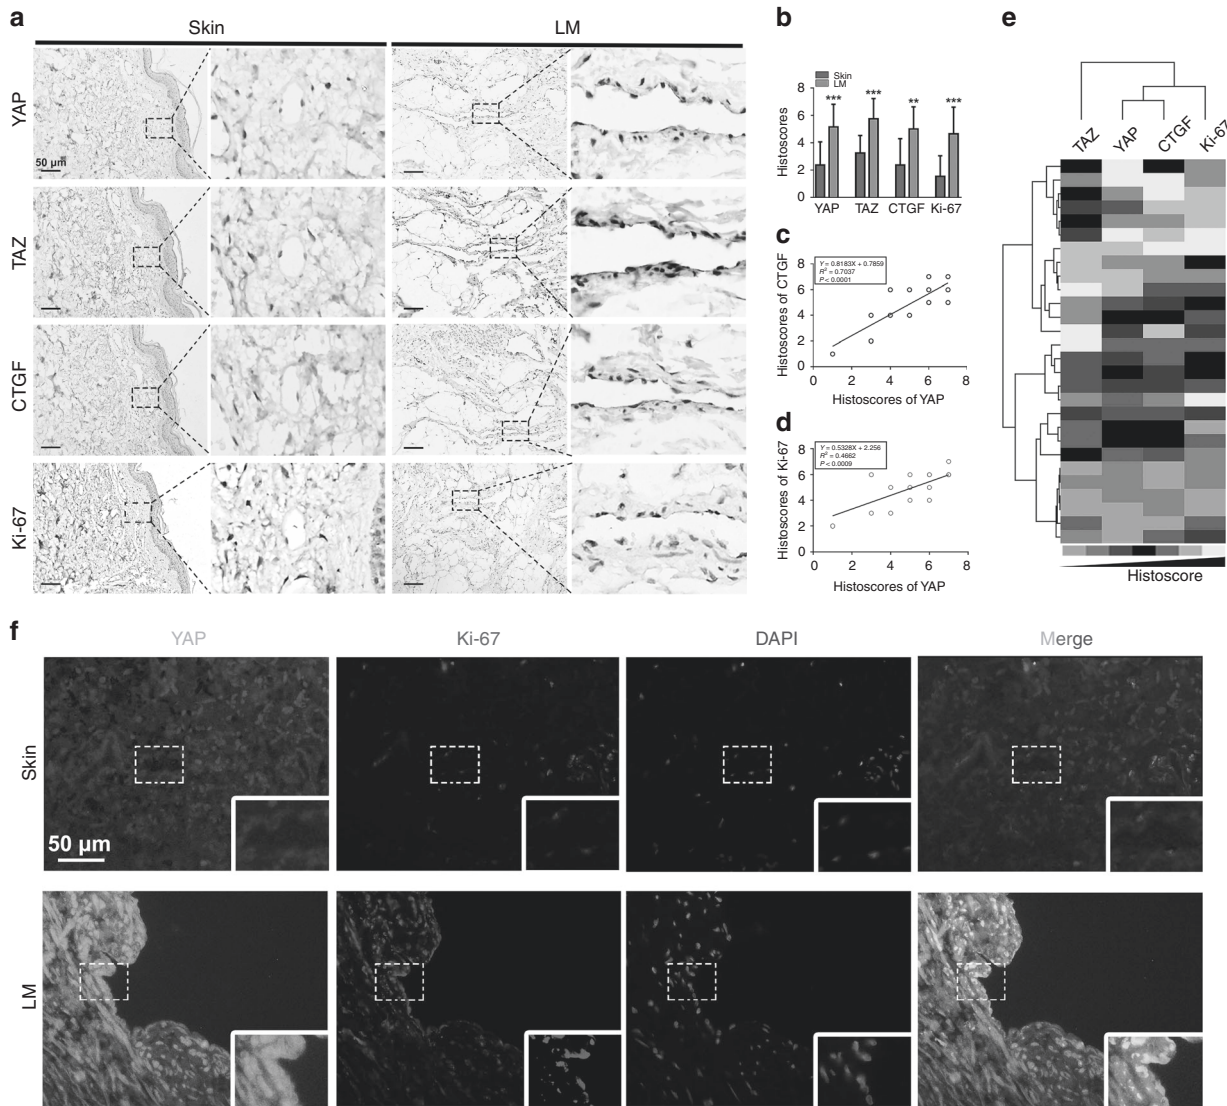 a
Skin
LM
YAP
50 µm
TAZ
CTGF
Ki-67
b
Skin
LM
Histoscores
8
6
4
2
0
***
***
**
***
YAP
TAZ
CTGF
Ki-67
c
Histoscores of CTGF
8
6
4
2
0
Y = 0.8183X + 0.7859
R² = 0.7037
P < 0.0001
0
2
4
6
8
Histoscores of YAP
d
Histoscores of Ki-67
8
6
4
2
0
Y = 0.5328X + 2.256
R² = 0.4662
P < 0.0009
0
2
4
6
8
Histoscores of YAP
e
TAZ
YAP
CTGF
Ki-67
Histoscore
f
YAP
Ki-67
DAPI
Merge
Skin
50 µm
LM